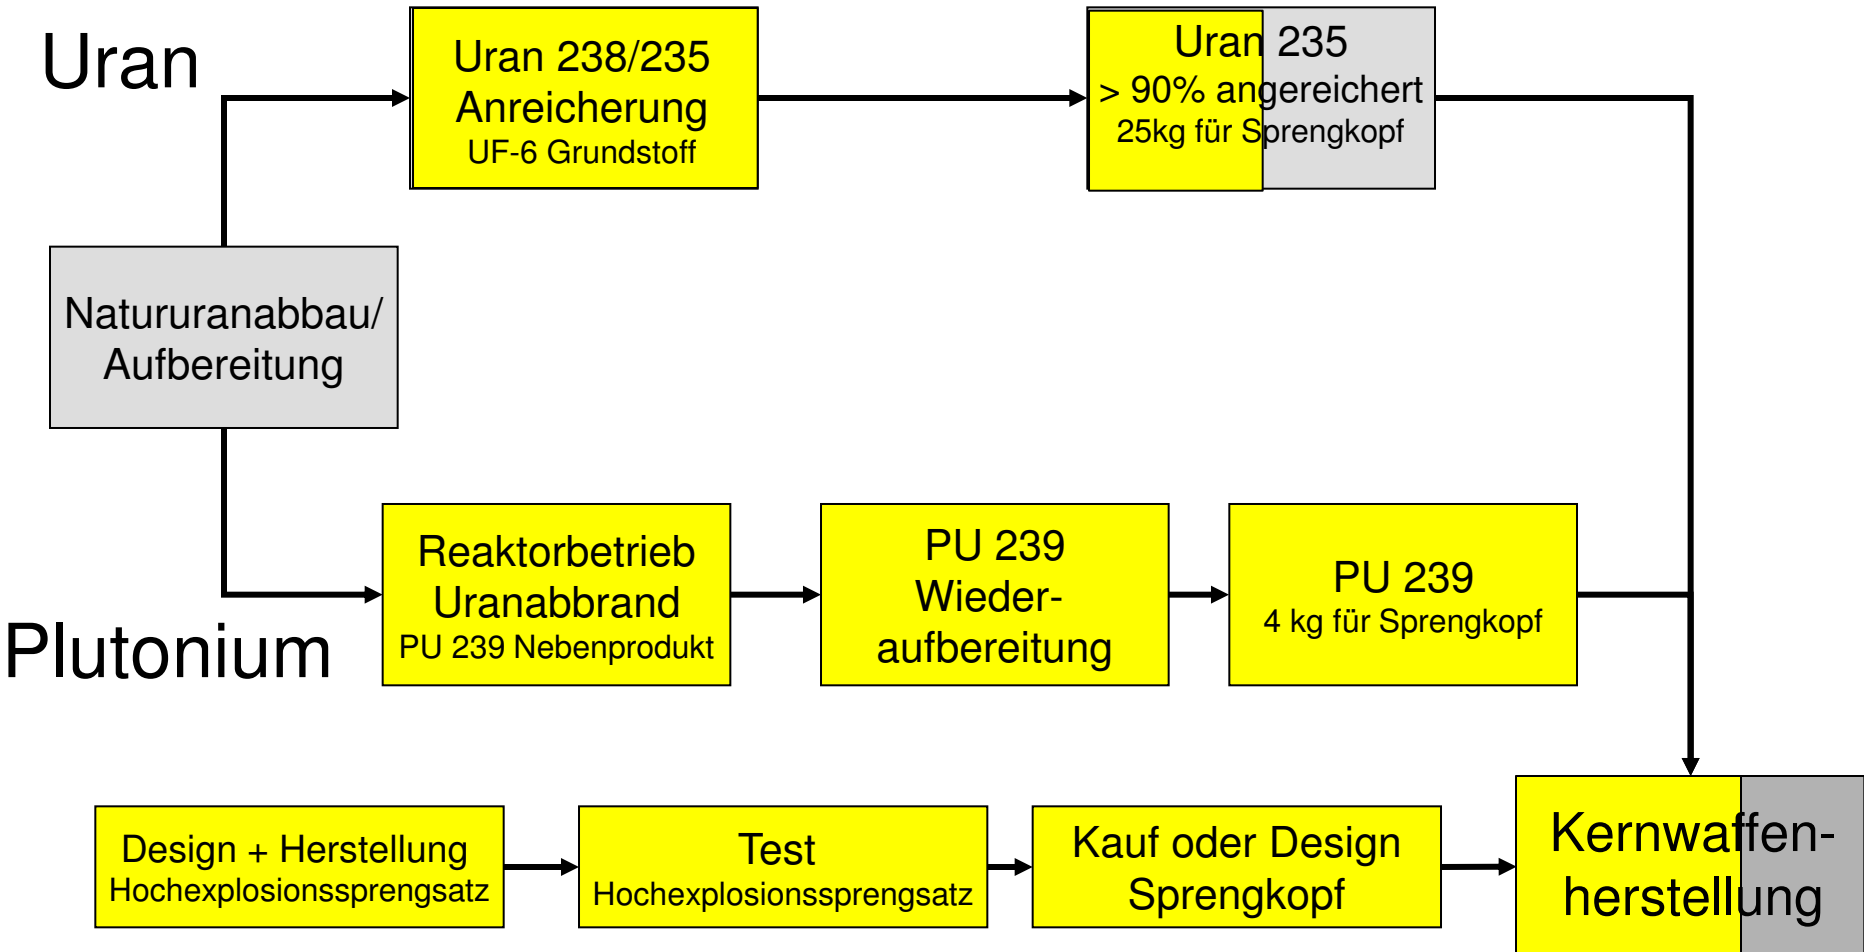 Uran
Uran 238/235
Anreicherung
UF-6 Grundstoff
Uran 235
> 90% angereichert
25kg für Sprengkopf
Natururanabbau/
Aufbereitung
Plutonium
Reaktorbetrieb
Uranabbrand
PU 239 Nebenprodukt
PU 239
Wieder-
aufbereitung
PU 239
4 kg für Sprengkopf
Design + Herstellung
Hochexplosionssprengsatz
Test
Hochexplosionssprengsatz
Kauf oder Design
Sprengkopf
Kernwaffen-
herstellung